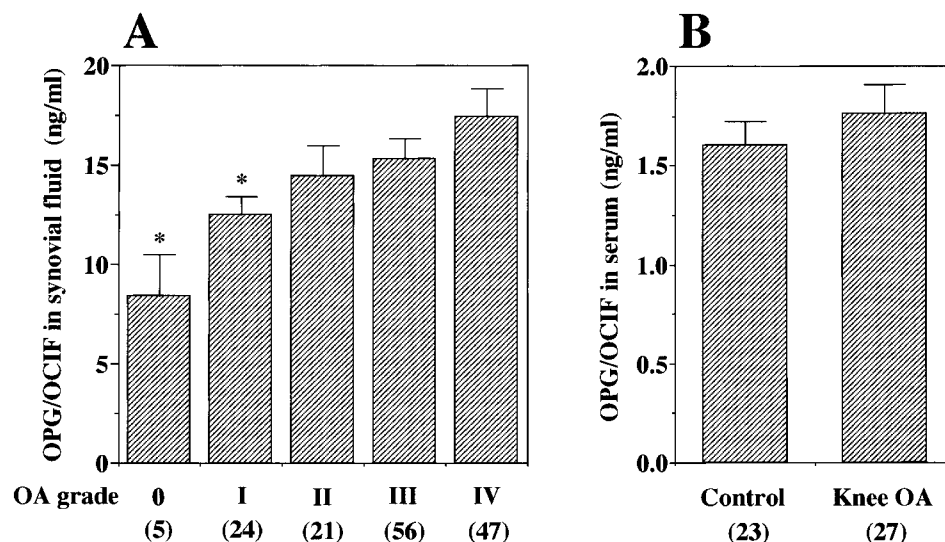 A
OPG/OCIF in synovial fluid (ng/ml)
20
15
10
5
0
*
*
OA grade 0 I II III IV
(5) (24) (21) (56) (47)
B
OPG/OCIF in serum (ng/ml)
2.0
1.5
1.0
0.5
0.0
Control Knee OA
(23) (27)